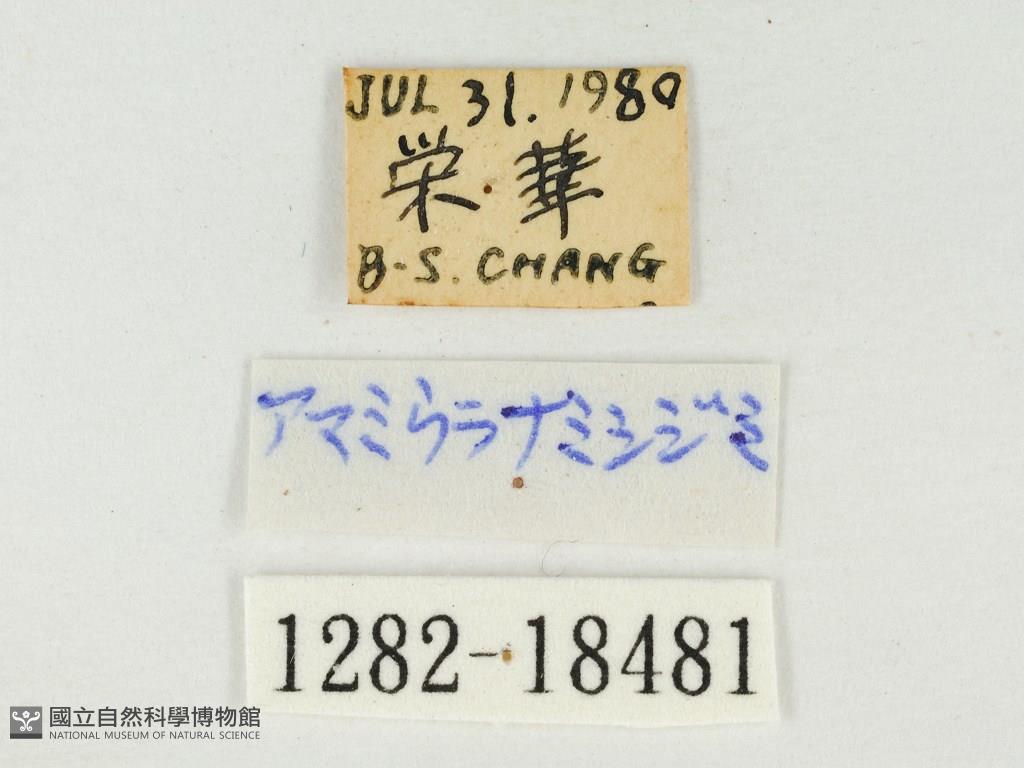 JUL 31. 1980
栄華
B-S. CHANG
アマミウラナミシジミ
1282-18481
國立自然科學博物館
NATIONAL MUSEUM OF NATURAL SCIENCE